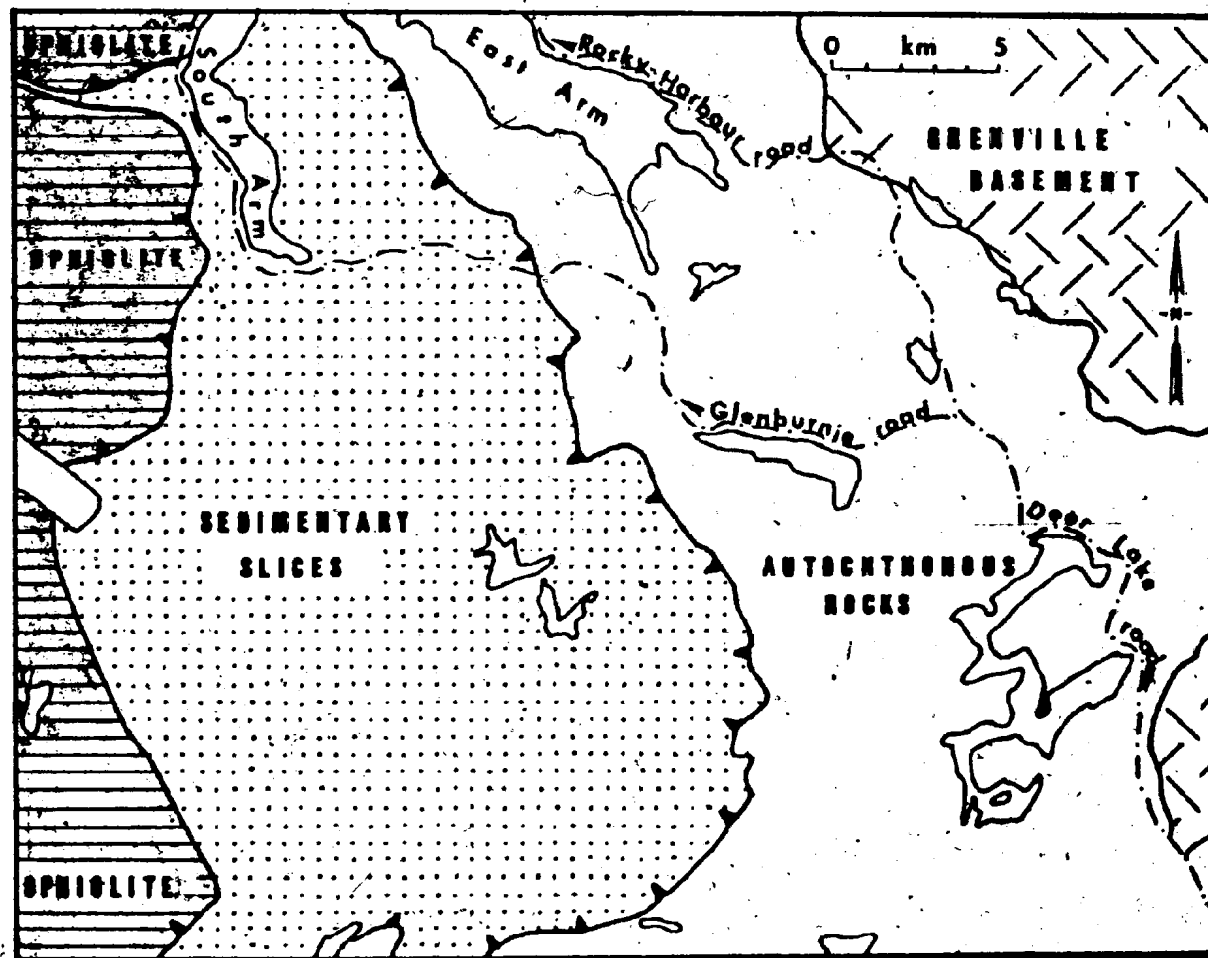 OPHIOLITE
South Arm
East
Arm
Rocky Harbour road
0 km 5
GRENVILLE
BASEMENT
OPHIOLITE
-N-
Glenburnie road
SEDIMENTARY
SLICES
Deer Lake
road
AUTOCHTHONOUS
ROCKS
OPHIOLITE